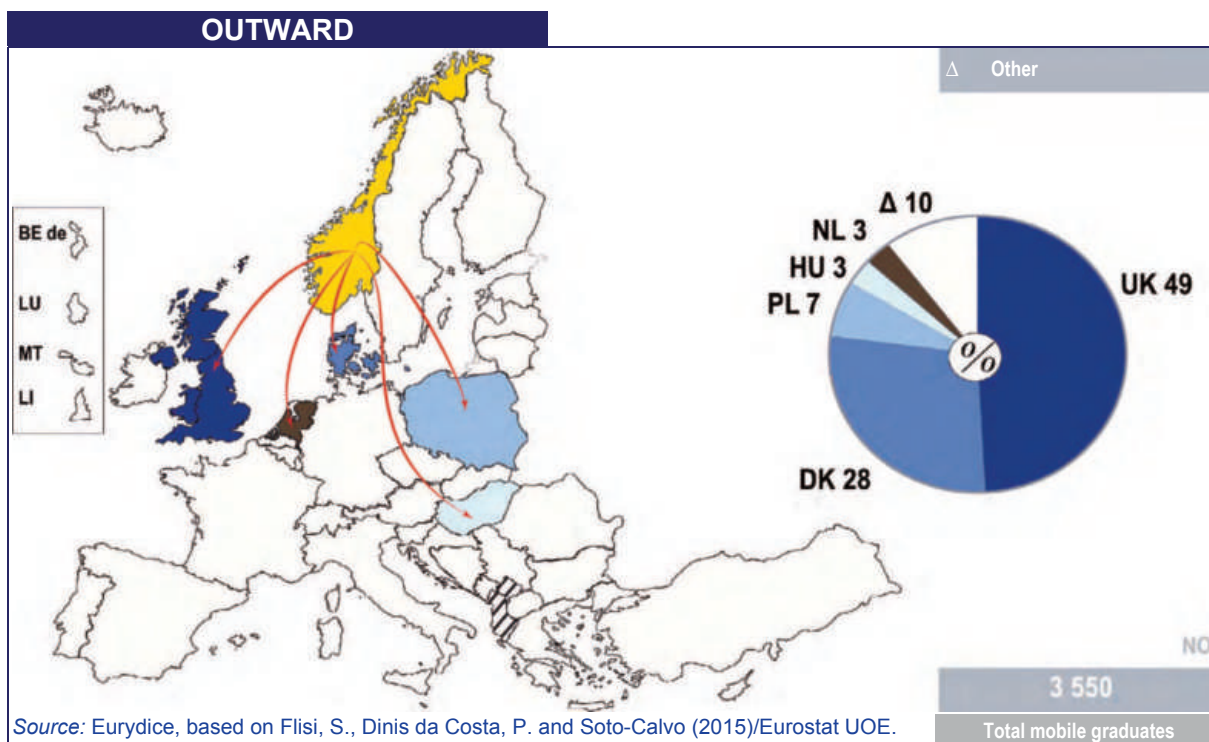 OUTWARD
Δ Other
BE de
LU
MT
LI
Δ 10
NL 3
HU 3
PL 7
UK 49
DK 28
%
NO
3 550
Total mobile graduates
Source: Eurydice, based on Flisi, S., Dinis da Costa, P. and Soto-Calvo (2015)/Eurostat UOE.